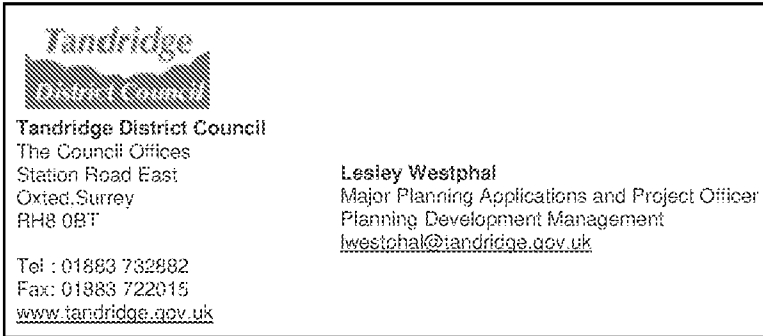 Tandridge
District Council
Tandridge District Council
The Council Offices
Station Road East
Oxted.Surrey
RH8 0BT
Tel : 01883 732882
Fax: 01883 722015
www.tandridge.gov.uk
Lesley Westphal
Major Planning Applications and Project Officer
Planning Development Management
lwestphal@tandridge.gov.uk